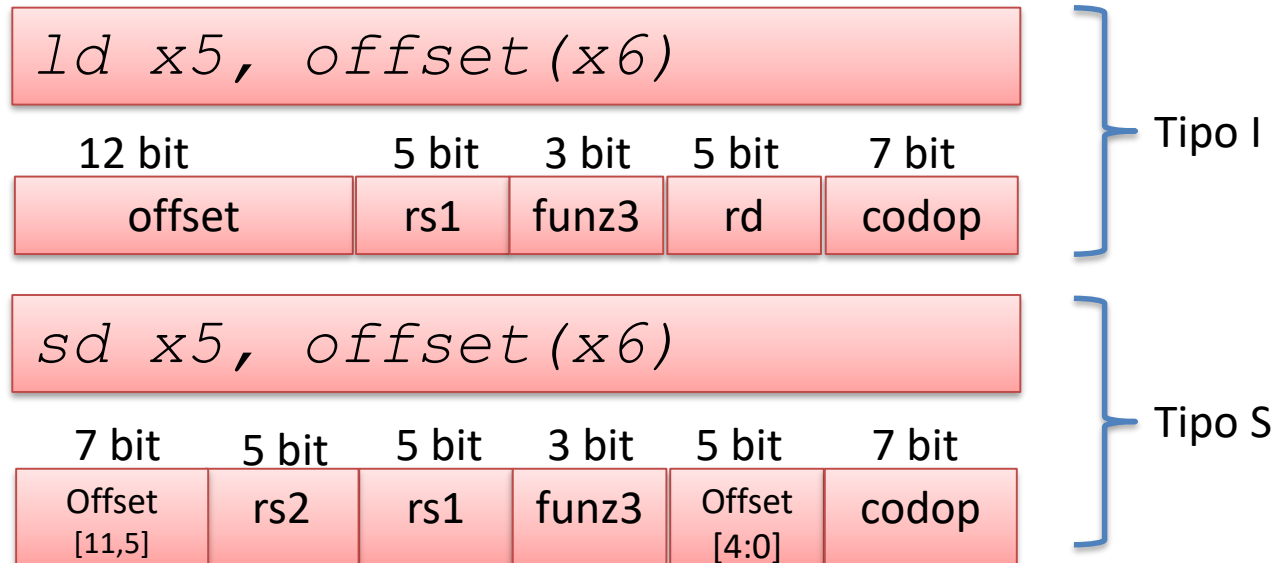 ld x5, offset(x6)
Tipo I
12 bit 5 bit 3 bit 5 bit 7 bit
offset rs1 funz3 rd codop
sd x5, offset(x6)
Tipo S
7 bit 5 bit 5 bit 3 bit 5 bit 7 bit
Offset rs2 rs1 funz3 Offset codop
[11,5] [4:0]